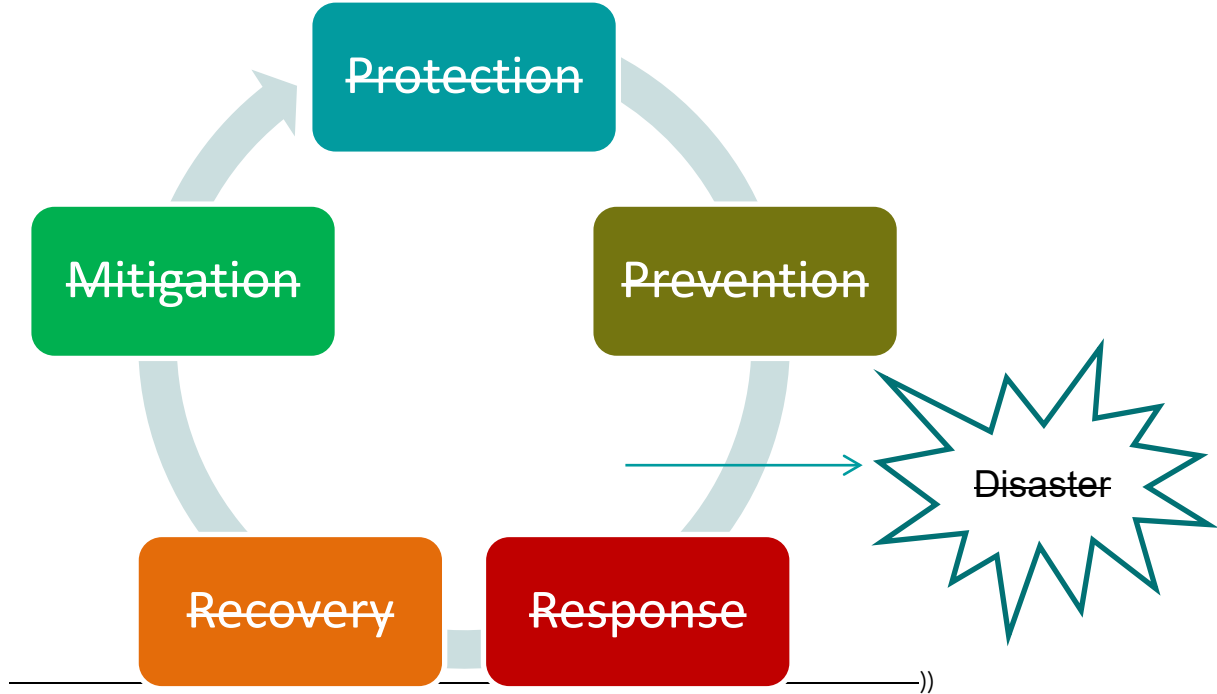 Protection
Mitigation
Prevention
Disaster
Recovery
Response
))